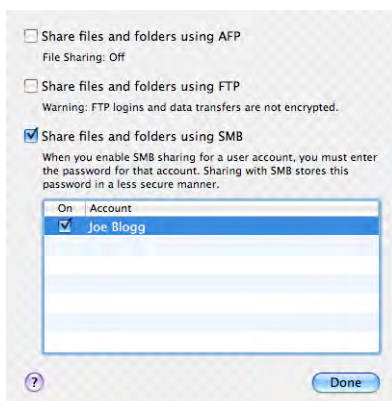 Share files and folders using AFP
File Sharing: Off
Share files and folders using FTP
Warning: FTP logins and data transfers are not encrypted.
Share files and folders using SMB
When you enable SMB sharing for a user account, you must enter
the password for that account. Sharing with SMB stores this
password in a less secure manner.
On Account
Joe Blogg
? Done